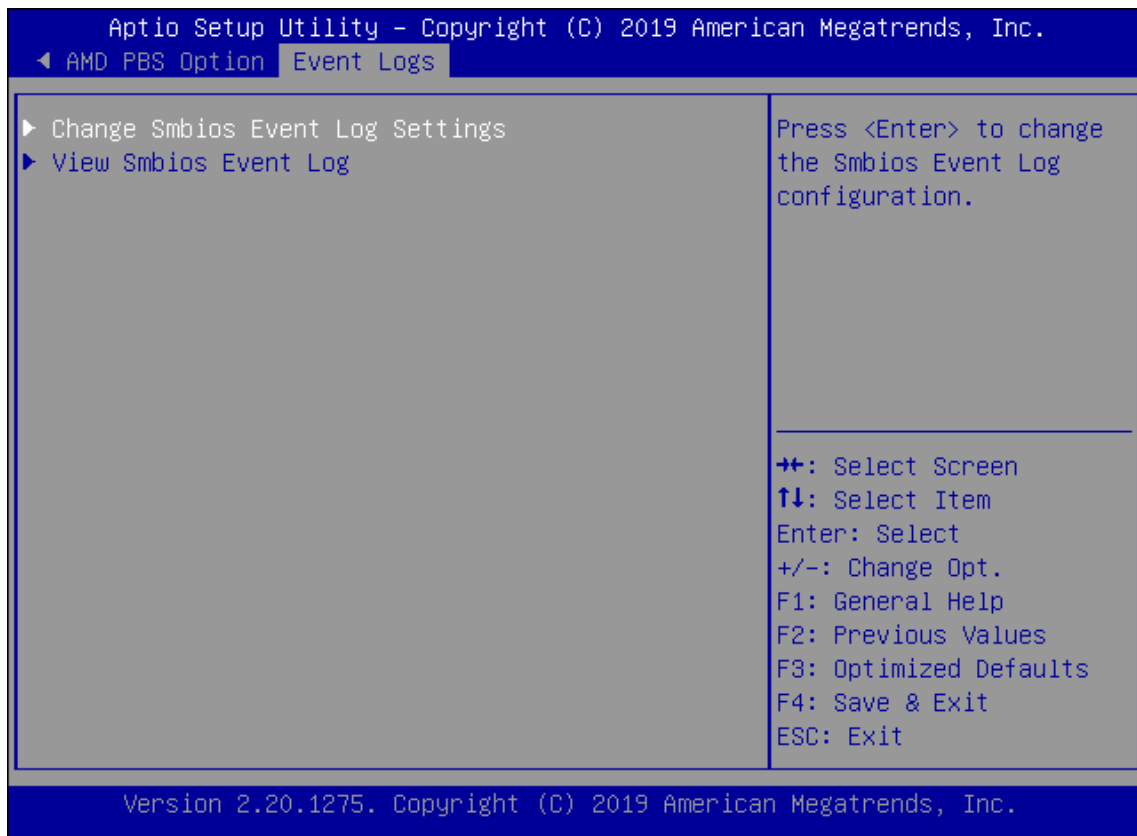 Aptio Setup Utility – Copyright (C) 2019 American Megatrends, Inc.
◄ AMD PBS Option Event Logs
► Change Smbios Event Log Settings
► View Smbios Event Log
Press <Enter> to change
the Smbios Event Log
configuration.
→←: Select Screen
↑↓: Select Item
Enter: Select
+/-: Change Opt.
F1: General Help
F2: Previous Values
F3: Optimized Defaults
F4: Save & Exit
ESC: Exit
Version 2.20.1275. Copyright (C) 2019 American Megatrends, Inc.